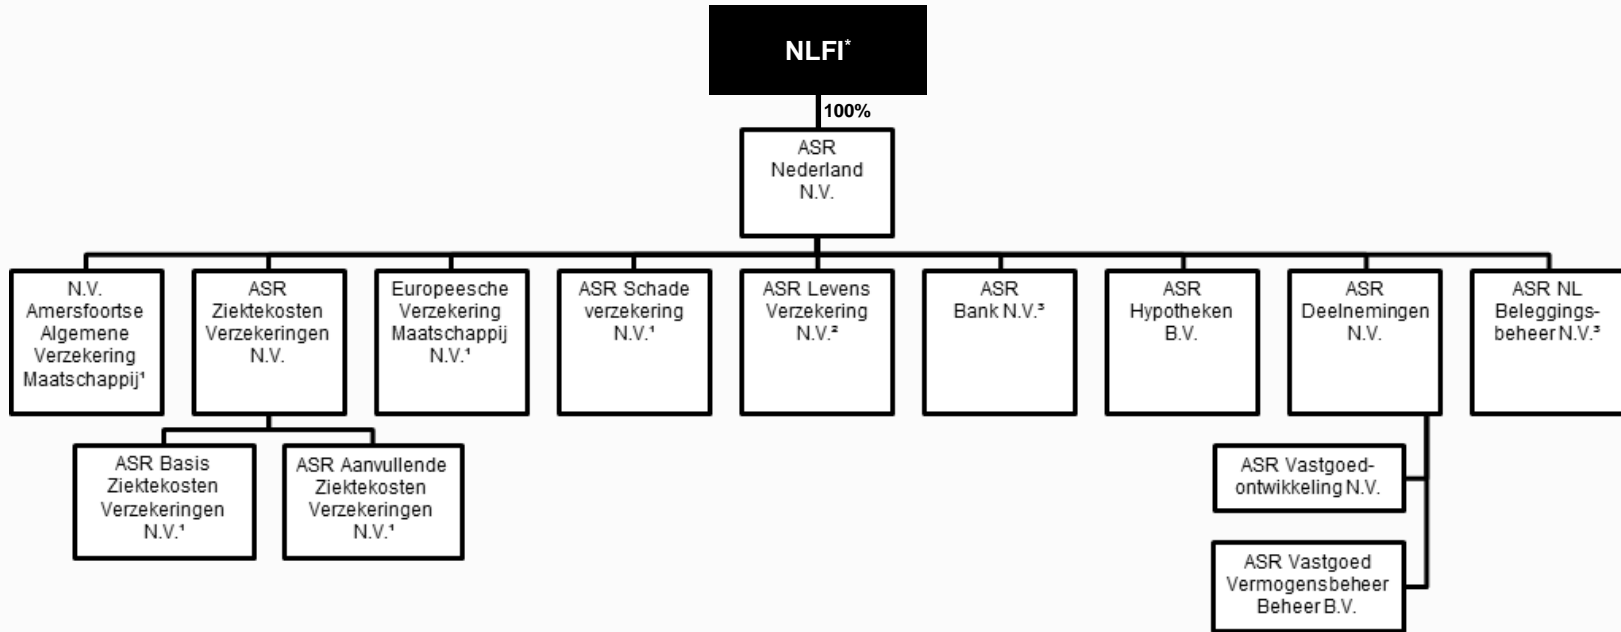 NLFI*
100%
ASR
Nederland
N.V.
N.V.
Amersfoortse
Algemene
Verzekering
Maatschappij¹
ASR
Ziektekosten
Verzekeringen
N.V.
Europeesche
Verzekering
Maatschappij
N.V.¹
ASR Schade
verzekering
N.V.¹
ASR Levens
Verzekering
N.V.²
ASR
Bank N.V.³
ASR
Hypotheken
B.V.
ASR
Deelnemingen
N.V.
ASR NL
Beleggings-
beheer N.V.³
ASR Basis
Ziektekosten
Verzekeringen
N.V.¹
ASR Aanvullende
Ziektekosten
Verzekeringen
N.V.¹
ASR Vastgoed-
ontwikkeling N.V.
ASR Vastgoed
Vermogensbeheer
Beheer B.V.